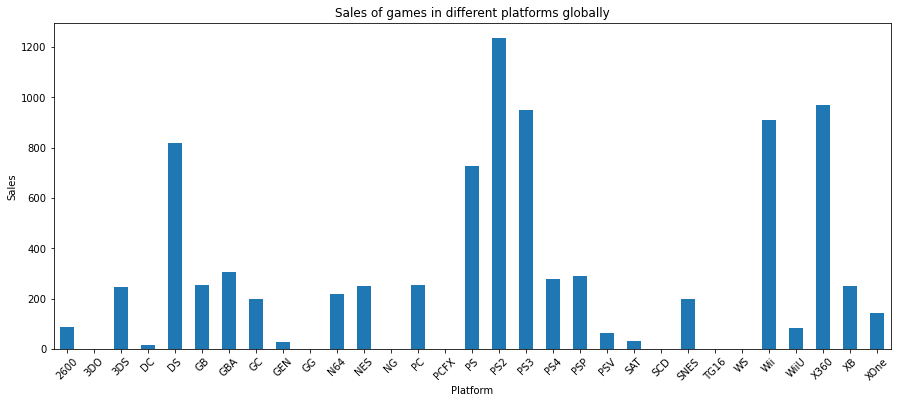 Sales of games in different platforms globally
1200
1000
800
600
400
200
0
Sales
2600
3DO
3DS
DC
DS
GB
GBA
GC
GEN
GG
N64
NES
NG
PC
PCFX
PS
PS2
PS3
PS4
PSP
PSV
SAT
SCD
SNES
TG16
WS
Wii
WiiU
X360
XB
XOne
Platform